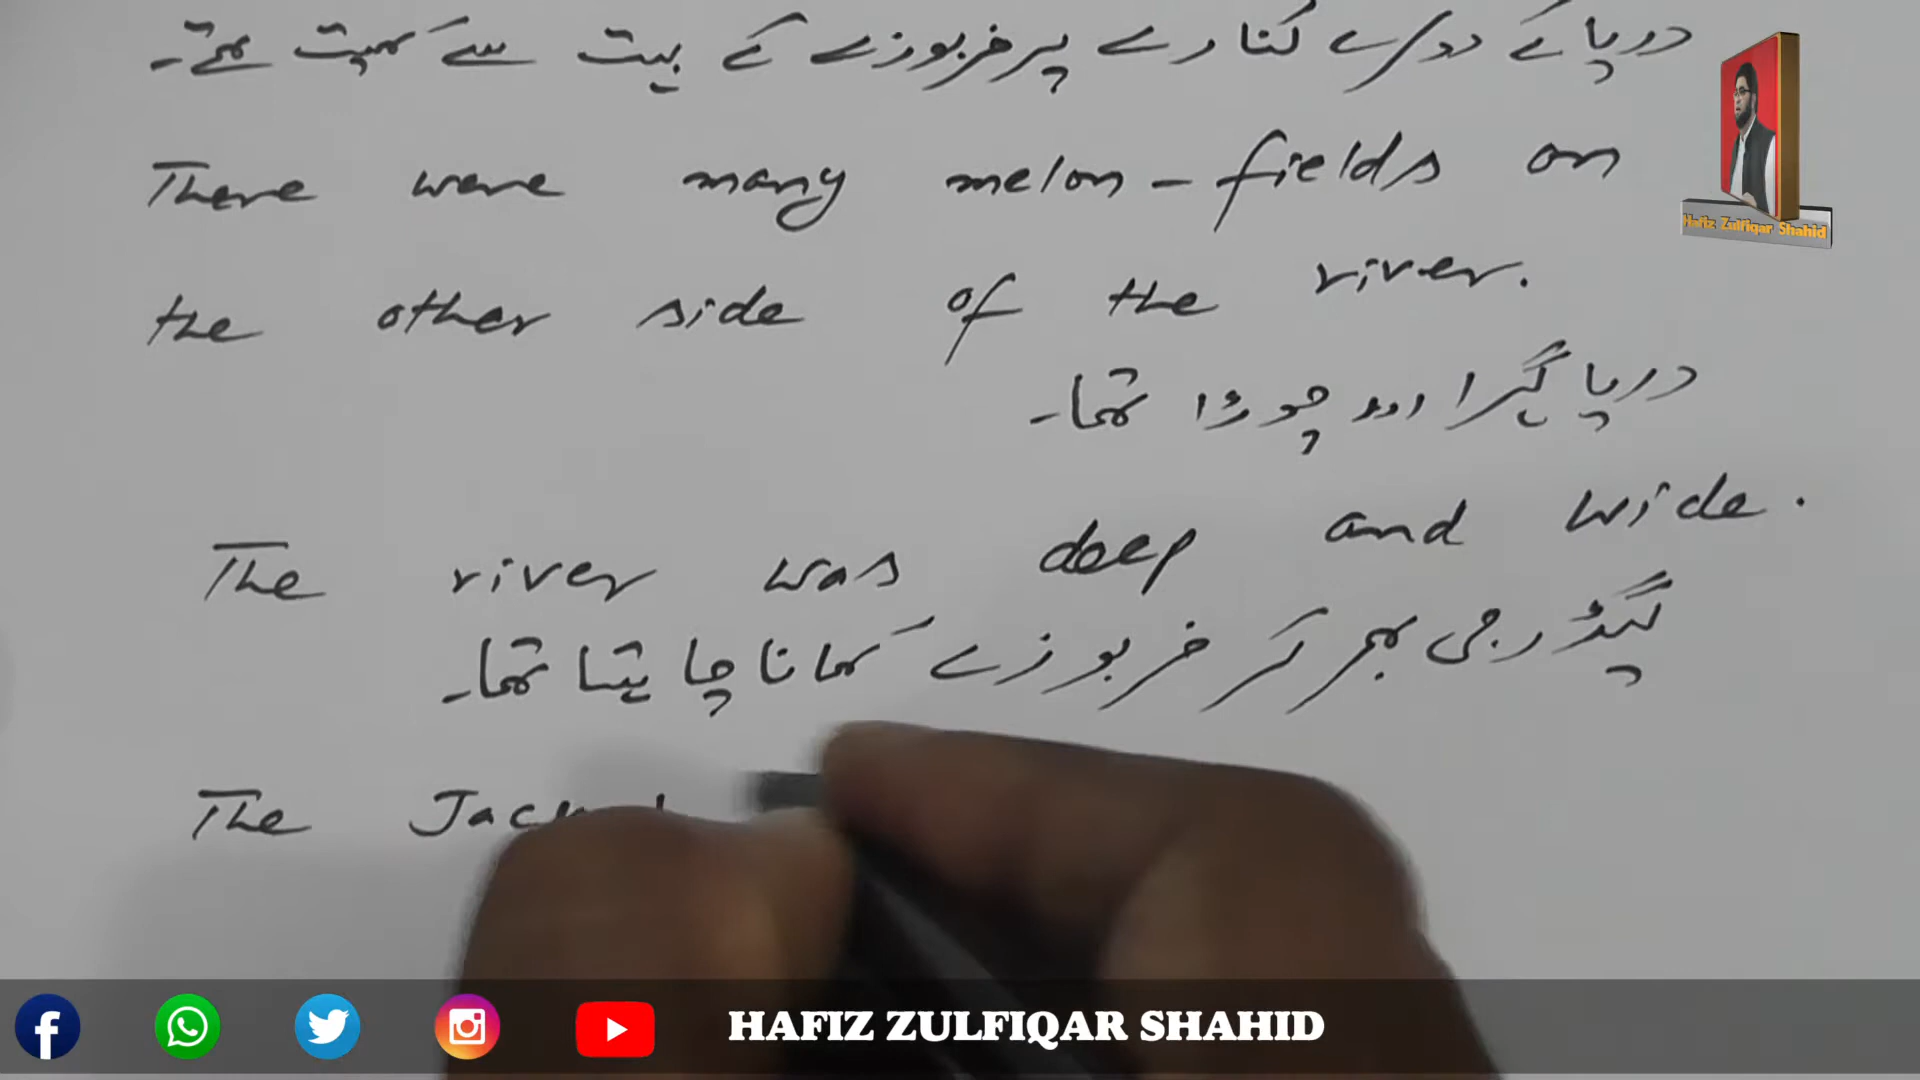 دریا کے دوسرے کنارے پر خربوزے کے بہت سے کھیت تھے۔
There were many melon-fields on
the other side of the river.
دریا گہرا اور چوڑا تھا۔
The river was deep and wide.
گیڈر جی بھر کر خربوزے کھانا چاہتا تھا۔
The
Hafiz Zulfiqar Shahid
HAFIZ ZULFIQAR SHAHID